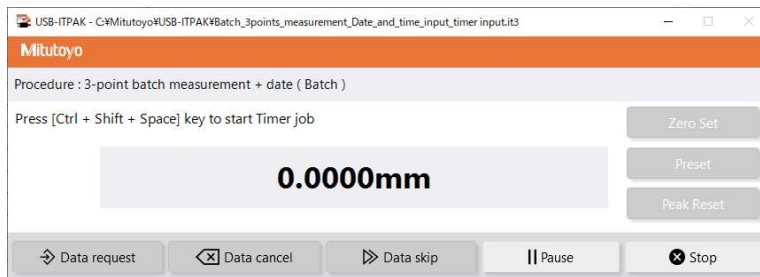 USB-ITPAK - C:¥Mitutoyo¥USB-ITPAK¥Batch_3points_measurement_Date_and_time_input_timer input.it3
Mitutoyo
Procedure : 3-point batch measurement + date ( Batch )
Press [Ctrl + Shift + Space] key to start Timer job
Zero Set
0.0000mm
Preset
Peak Reset
Data request Data cancel Data skip Pause Stop